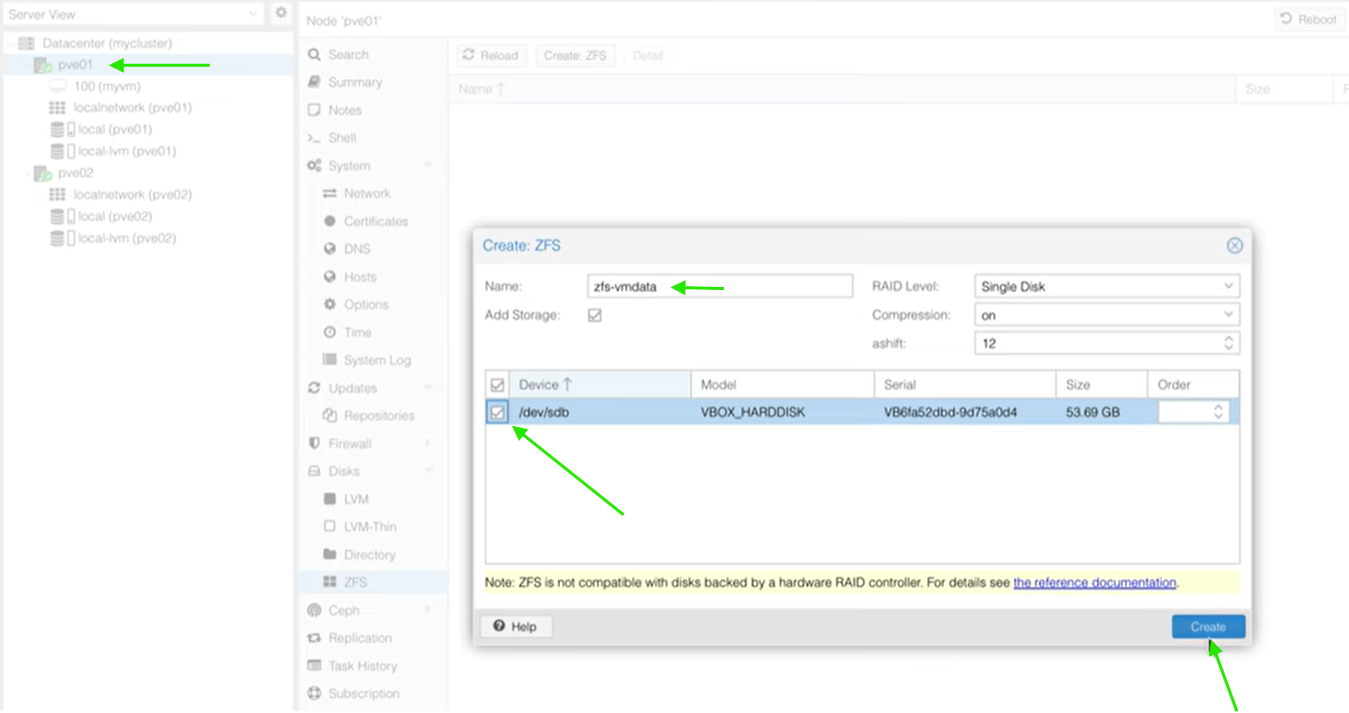 Server View
Datacenter (mycluster)
pve01
100 (myvm)
localnetwork (pve01)
local (pve01)
local-lvm (pve01)
pve02
localnetwork (pve02)
local (pve02)
local-lvm (pve02)
Node 'pve01'
Reboot
Search
Summary
Notes
Shell
System
Network
Certificates
DNS
Hosts
Options
Time
System Log
Updates
Repositories
Firewall
Disks
LVM
LVM-Thin
Directory
ZFS
Ceph
Replication
Task History
Subscription
Reload Create: ZFS Detail
Name Size F
Create: ZFS
Name: zfs-vmdata
Add Storage:
RAID Level: Single Disk
Compression: on
ashift: 12
Device Model Serial Size Order
/dev/sdb VBOX_HARDDISK VB6fa52dbd-9d75a0d4 53.69 GB
Note: ZFS is not compatible with disks backed by a hardware RAID controller. For details see the reference documentation.
Help
Create